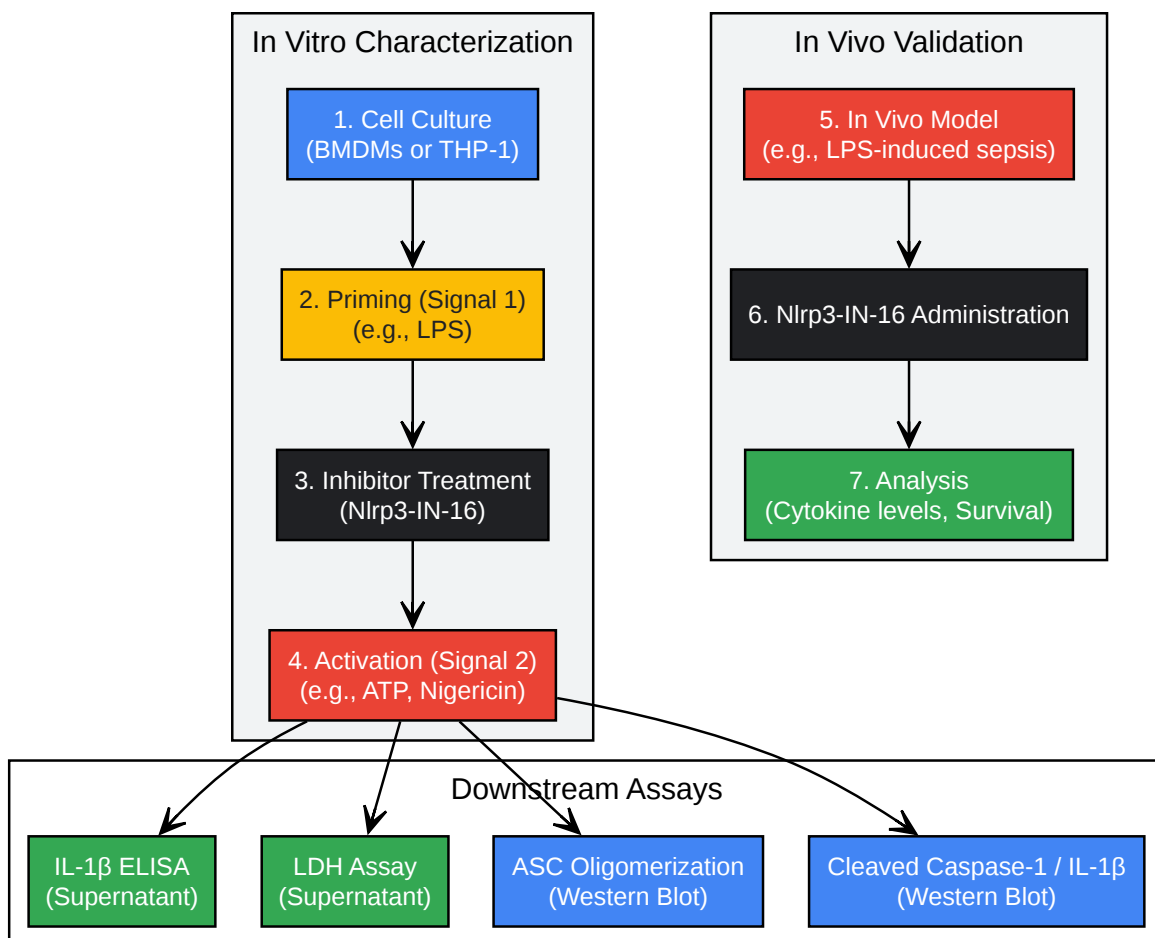 In Vitro Characterization
1. Cell Culture
(BMDMs or THP-1)
2. Priming (Signal 1)
(e.g., LPS)
3. Inhibitor Treatment
(Nlrp3-IN-16)
4. Activation (Signal 2)
(e.g., ATP, Nigericin)
In Vivo Validation
5. In Vivo Model
(e.g., LPS-induced sepsis)
6. Nlrp3-IN-16 Administration
7. Analysis
(Cytokine levels, Survival)
Downstream Assays
IL-1β ELISA
(Supernatant)
LDH Assay
(Supernatant)
ASC Oligomerization
(Western Blot)
Cleaved Caspase-1 / IL-1β
(Western Blot)